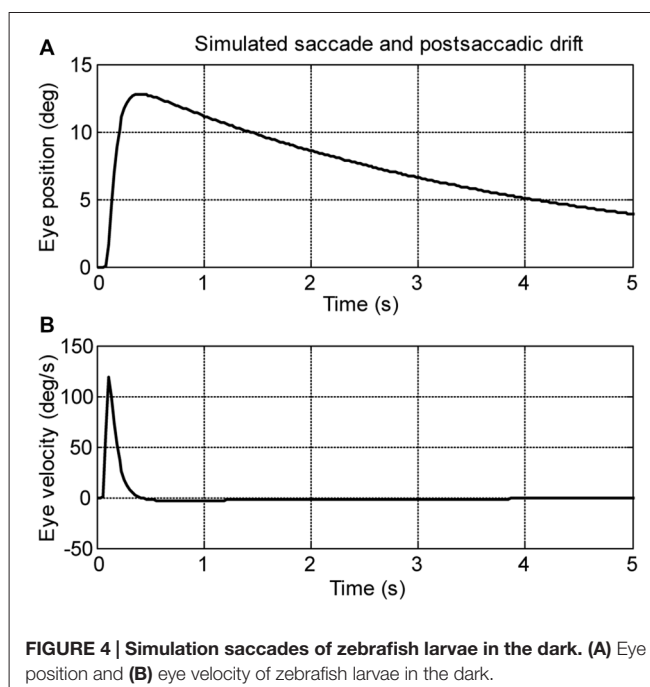 A
Simulated saccade and postsaccadic drift
15
10
5
0
Eye position (deg)
0 1 2 3 4 5
Time (s)
B
150
100
50
0
-50
Eye velocity (deg/s)
0 1 2 3 4 5
Time (s)
FIGURE 4 | Simulation saccades of zebrafish larvae in the dark. (A) Eye
position and (B) eye velocity of zebrafish larvae in the dark.